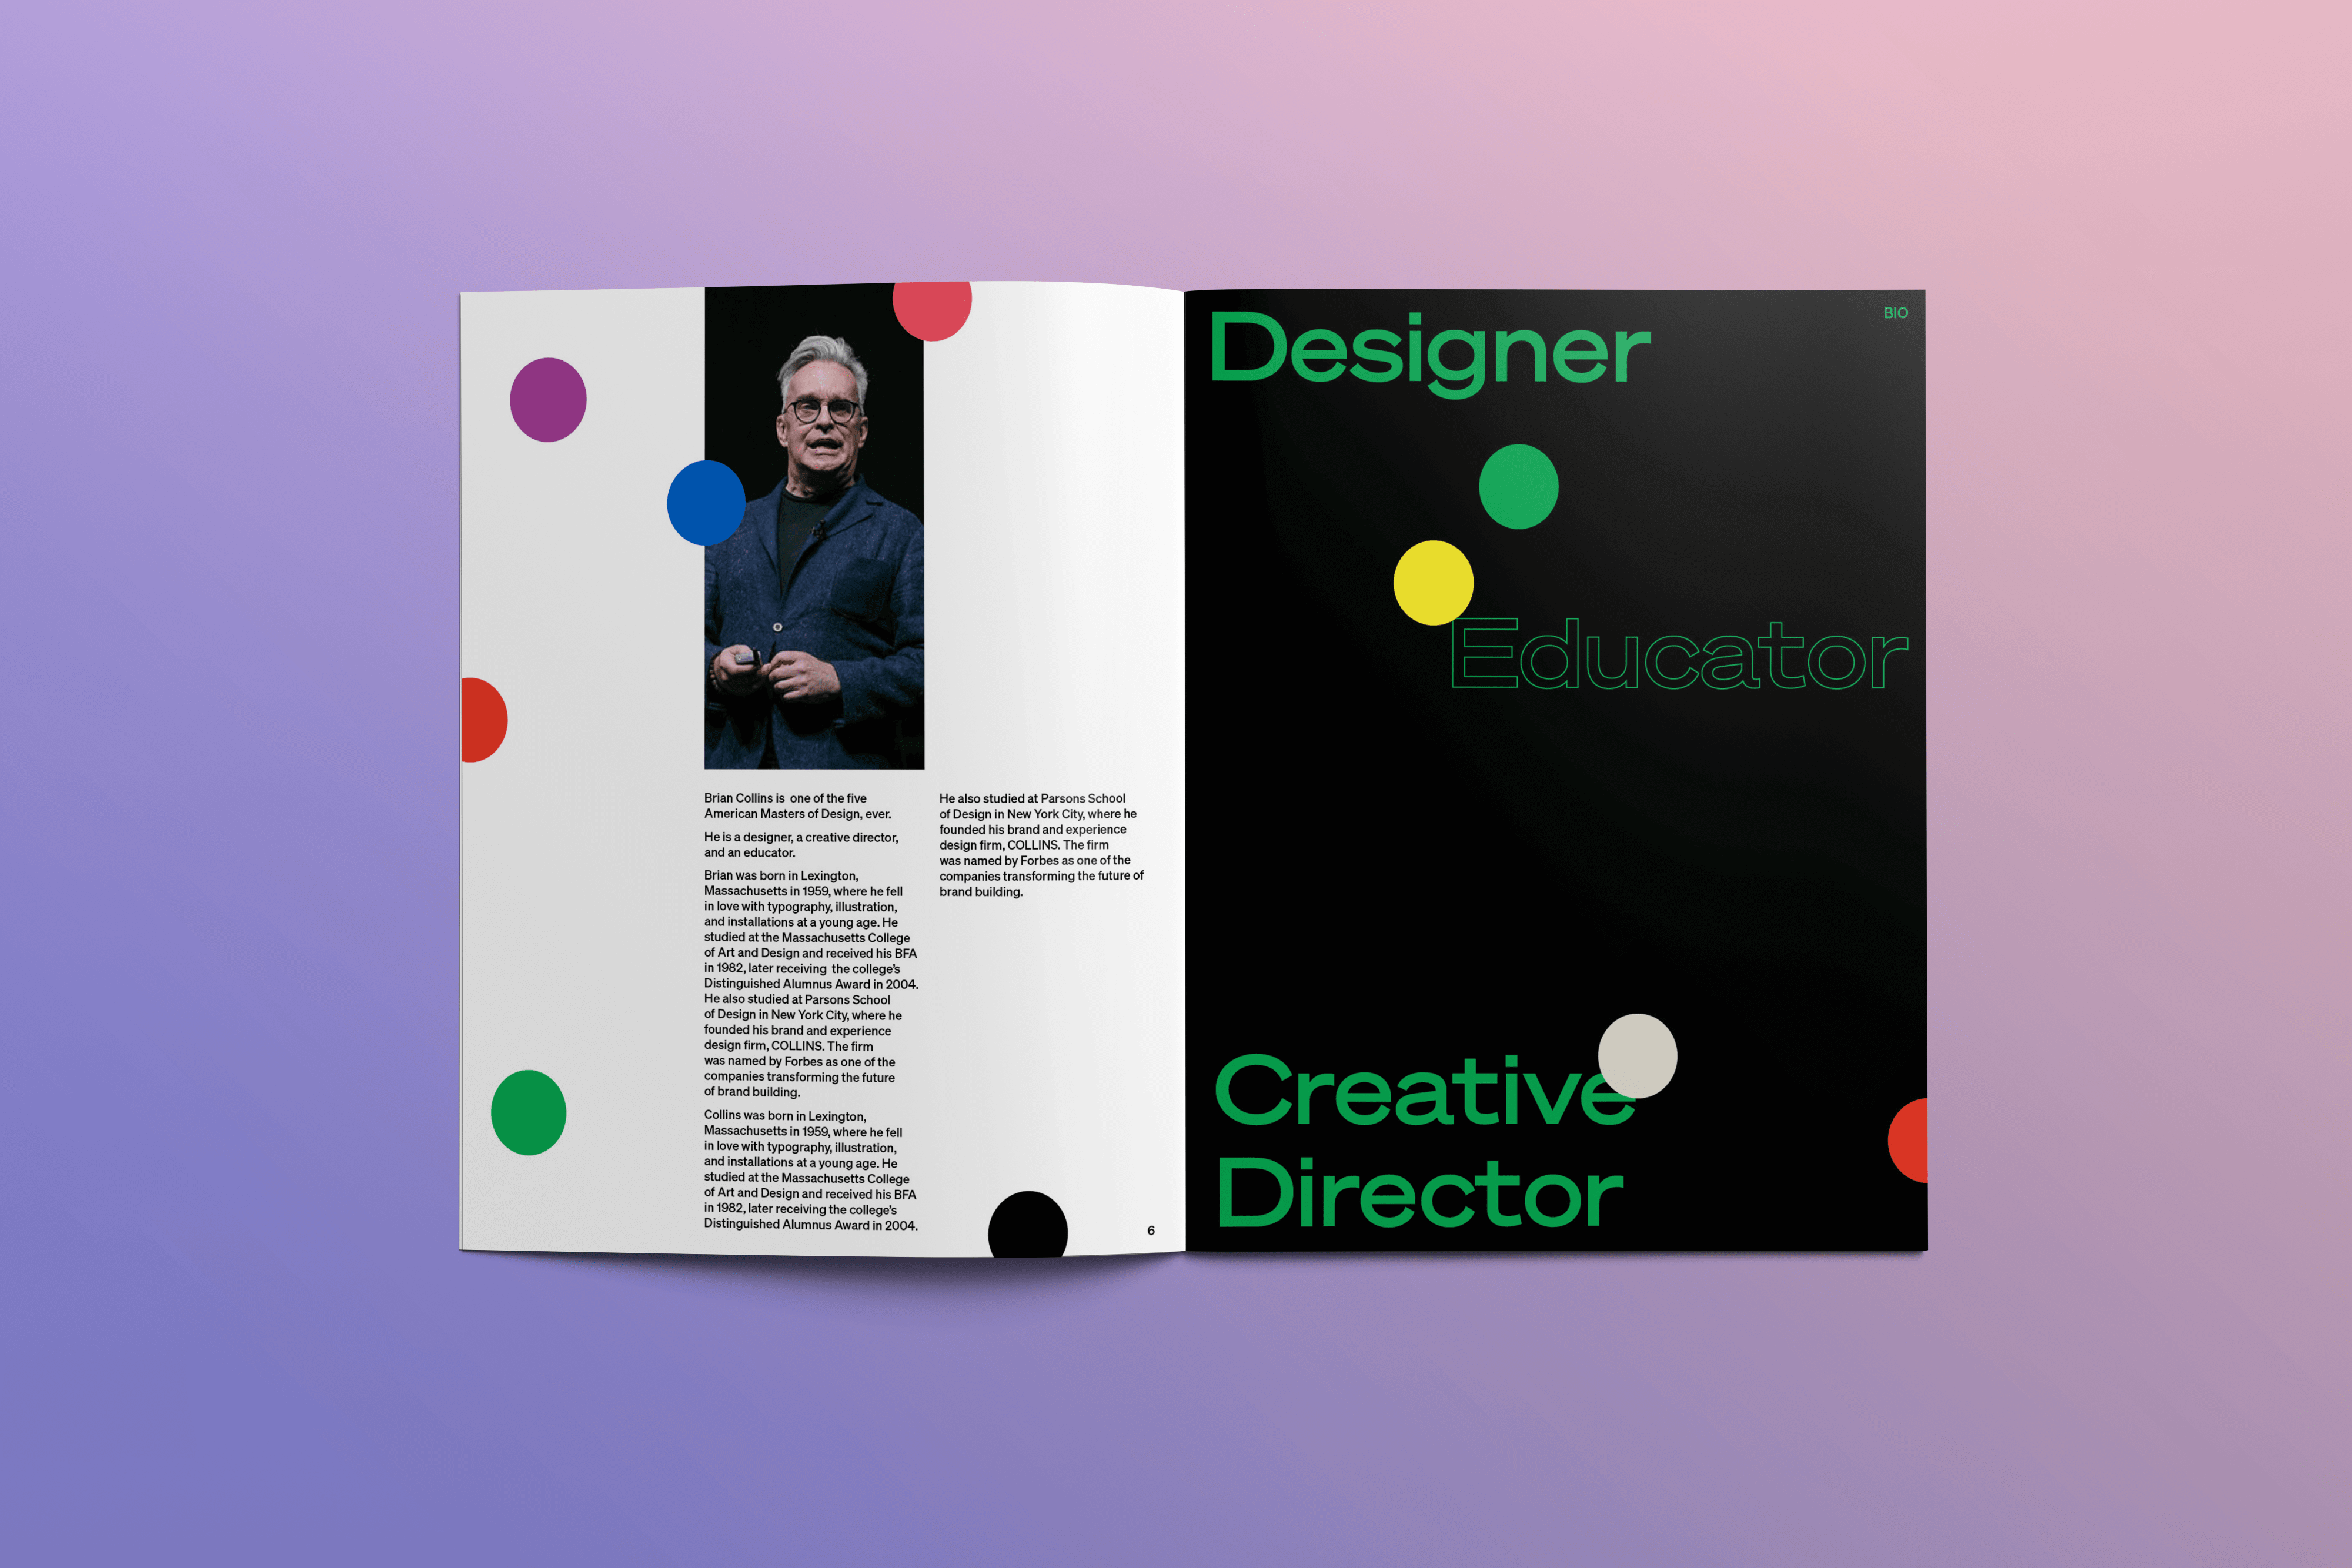 Brian Collins is  one of the five
American Masters of Design, ever.
He is a designer, a creative director,
and an educator.
Brian was born in Lexington,
Massachusetts in 1959, where he fell
in love with typography, illustration,
and installations at a young age. He
studied at the Massachusetts College
of Art and Design and received his BFA
in 1982, later receiving  the college's
Distinguished Alumnus Award in 2004.
He also studied at Parsons School
of Design in New York City, where he
founded his brand and experience
design firm, COLLINS. The firm
was named by Forbes as one of the
companies transforming the future
of brand building.
Collins was born in Lexington,
Massachusetts in 1959, where he fell
in love with typography, illustration,
and installations at a young age. He
studied at the Massachusetts College
of Art and Design and received his BFA
in 1982, later receiving the college's
Distinguished Alumnus Award in 2004.
He also studied at Parsons School
of Design in New York City, where he
founded his brand and experience
design firm, COLLINS. The firm
was named by Forbes as one of the
companies transforming the future of
brand building.
6
BIO
Designer
Educator
Creative
Director